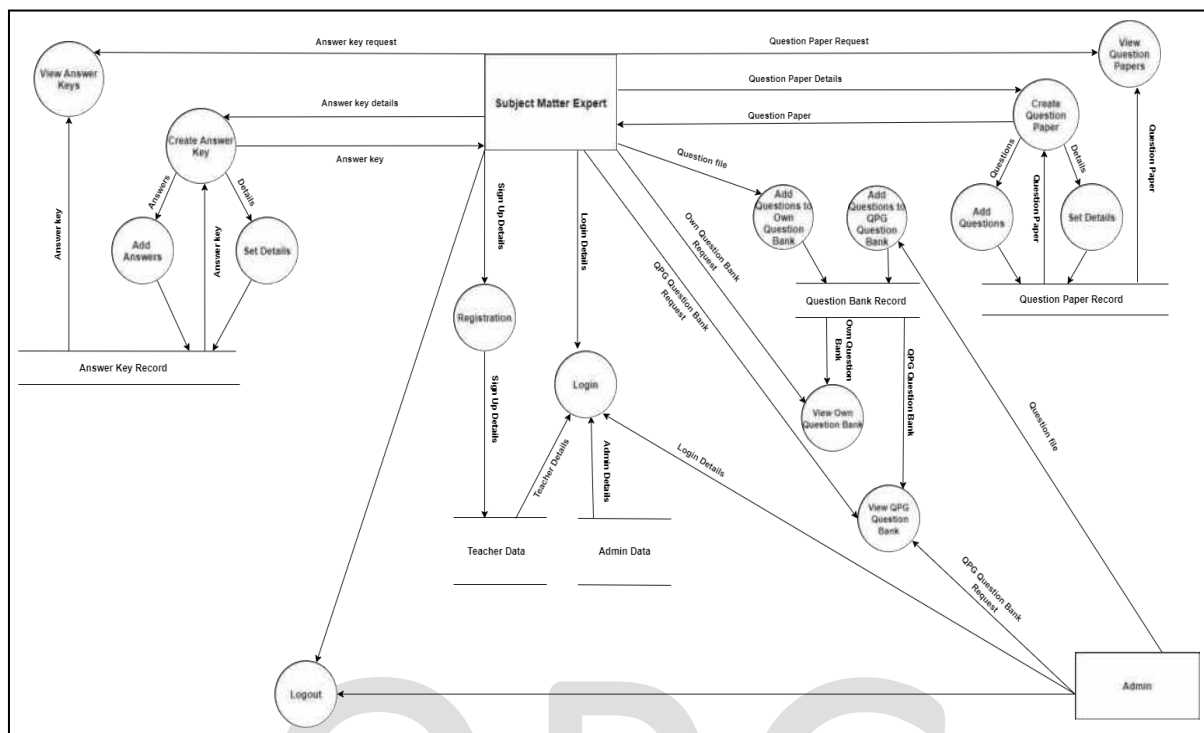 Answer key request
Question Paper Request
View Answer
Keys
View
Question
Papers
Subject Matter Expert
Question Paper Details
Answer key details
Create Answer
Key
Create
Question
Paper
Question Paper
Answer key
Question file
Answers
Details
Questions
Question Paper
Details
Question Paper
Answer key
Answer key
Sign Up Details
Login Details
Own Question Bank
Request
QPG Question Bank
Request
Add
Answers
Set Details
Add
Questions to
Own
Question
Bank
Add
Questions to
QPG
Question
Bank
Add
Questions
Set Details
Registration
Question Bank Record
Question Paper Record
Answer Key Record
Own Question
Bank
QPG Question Bank
Login
View Own
Question Bank
Sign Up Details
Teacher Details
Admin Details
Login Details
Question file
View QPG
Question
Bank
Teacher Data
Admin Data
QPG Question Bank
Request
Logout
Admin